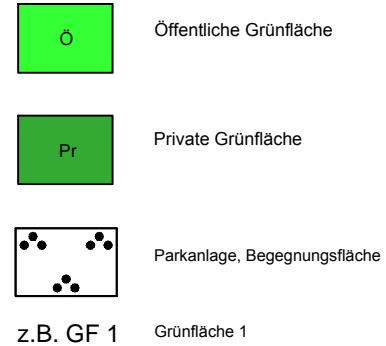 Ö Öffentliche Grünfläche
Pr Private Grünfläche
Parkanlage, Begegnungsfläche
z.B. GF 1 Grünfläche 1